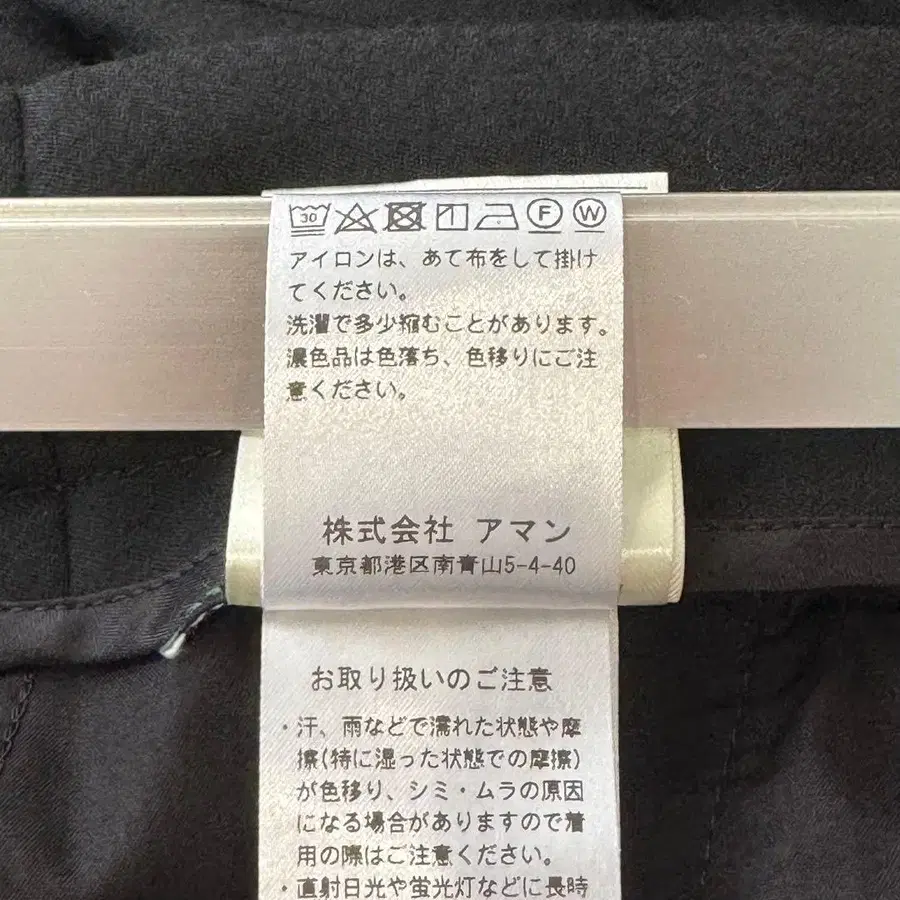 30 F W
アイロンは、あて布をして掛け
てください。
洗濯で多少縮むことがあります。
濃色品は色落ち、色移りにご注
意ください。
株式会社 アマン
東京都港区南青山5-4-40
お取り扱いのご注意
・汗、雨などで濡れた状態や摩
擦(特に湿った状態での摩擦)
が色移り、シミ・ムラの原因
になる場合がありますので着
用の際はご注意ください。
・直射日光や蛍光灯などに長時